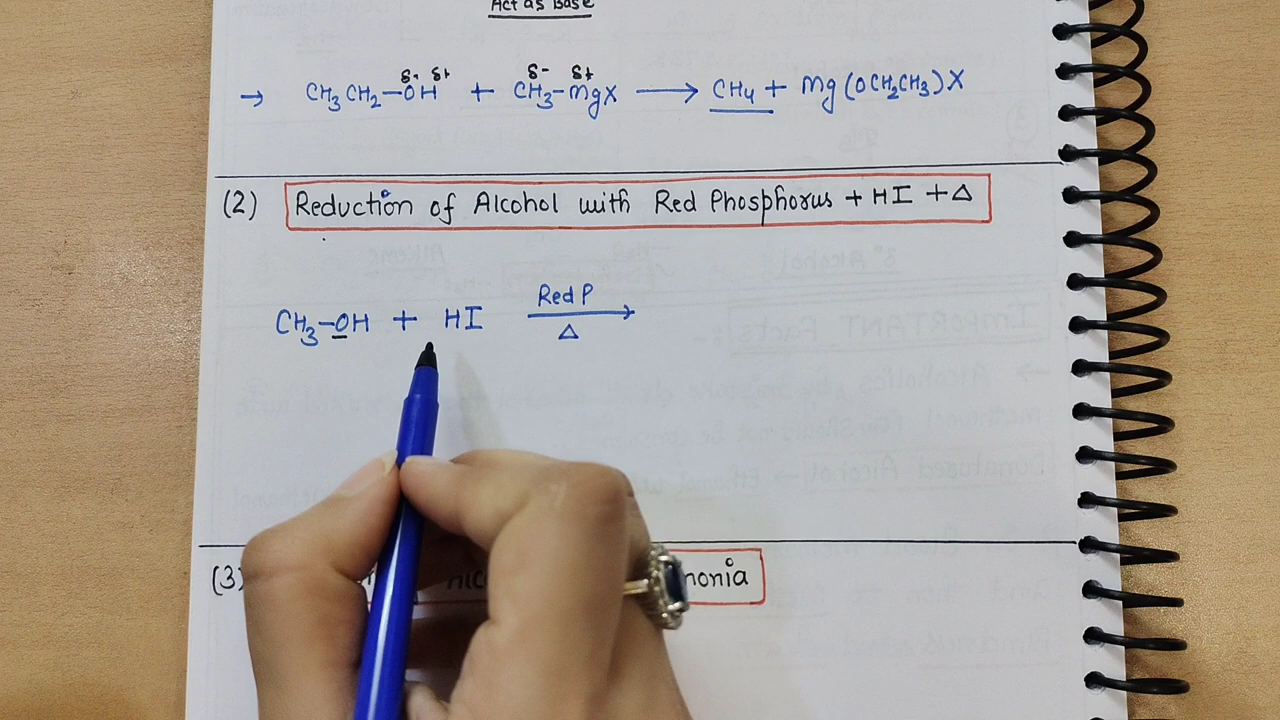 Act as Base
→ CH₃CH₂–OH + CH₃–MgX ⟶ CH₄ + Mg(OCH₂CH₃)X
δ- δ+ δ- δ+
(2) Reduction of Alcohol with Red Phosphorus + HI + Δ
CH₃–OH + HI Red P ⟶ Δ
(3)